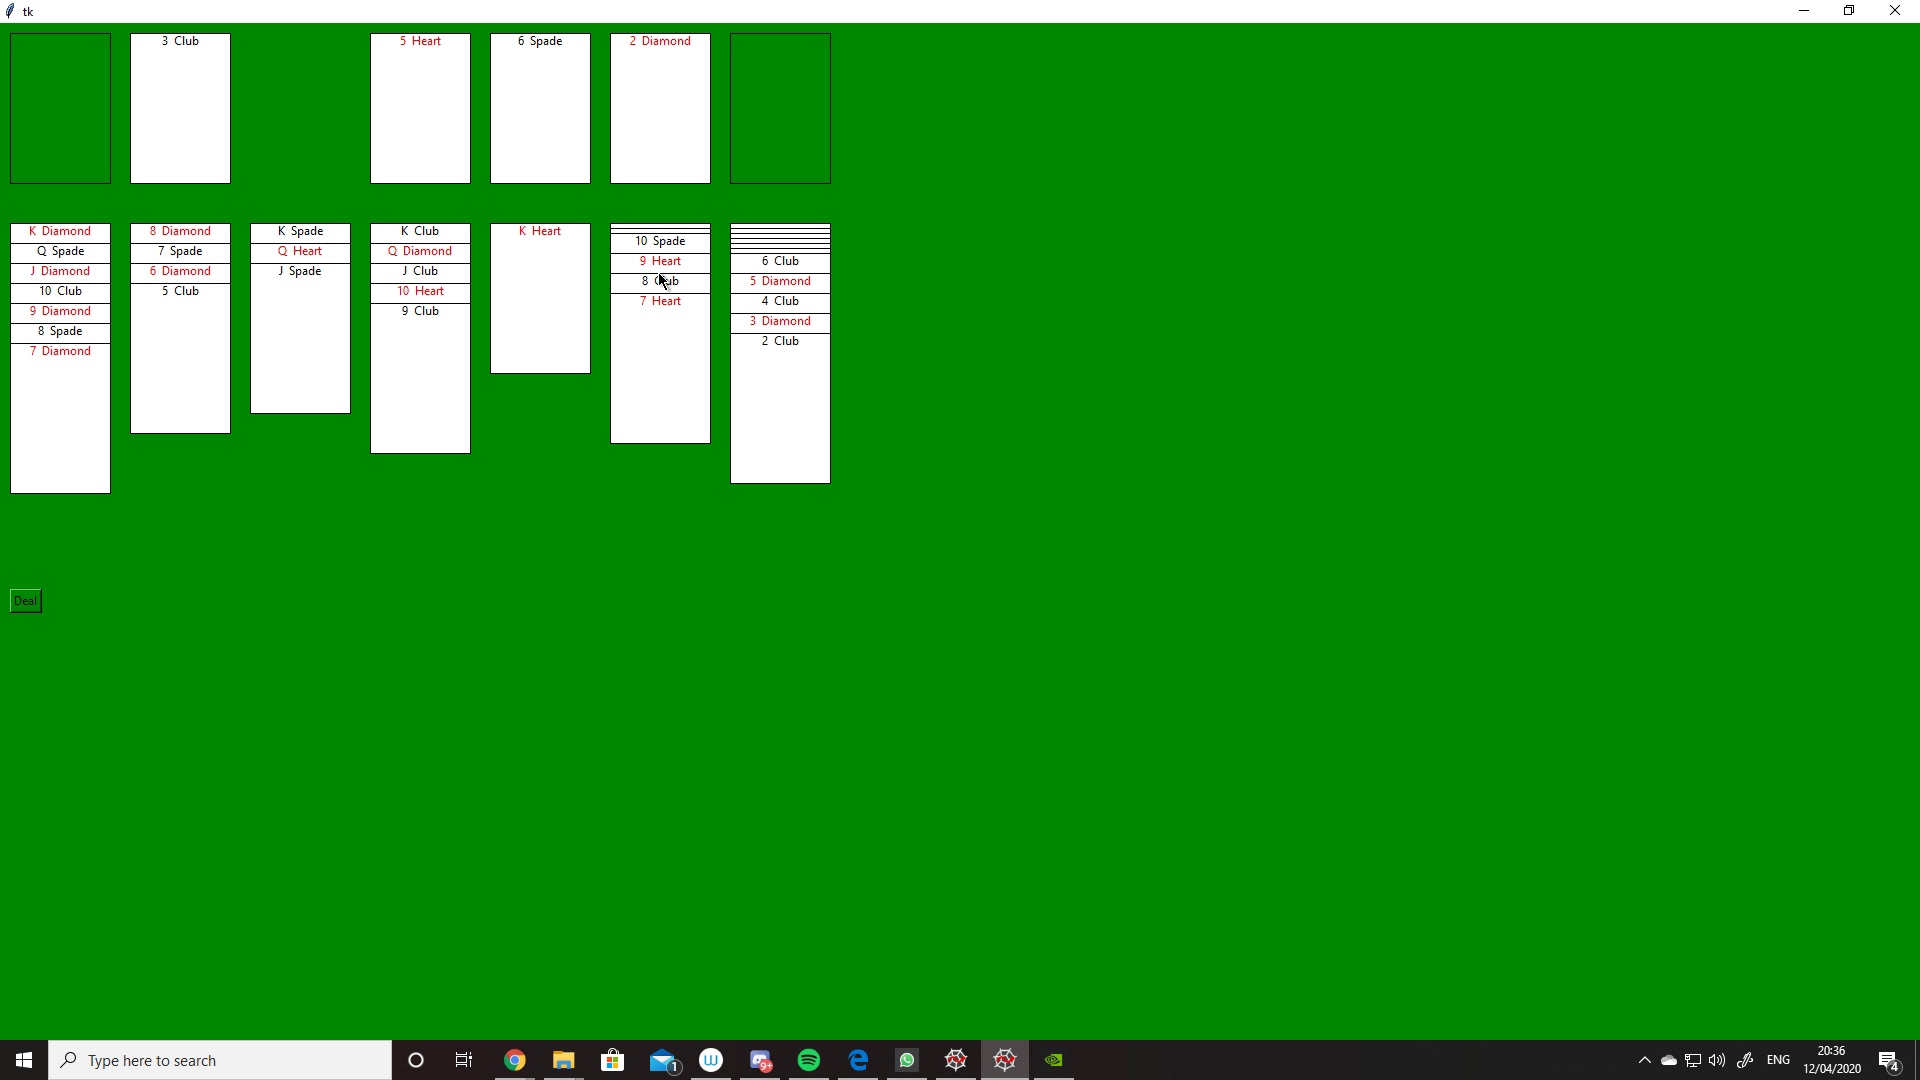 tk
3 Club
5 Heart
6 Spade
2 Diamond
K Diamond
Q Spade
J Diamond
10 Club
9 Diamond
8 Spade
7 Diamond
8 Diamond
7 Spade
6 Diamond
5 Club
K Spade
Q Heart
J Spade
K Club
Q Diamond
J Club
10 Heart
9 Club
K Heart
10 Spade
9 Heart
8 Club
7 Heart
6 Club
5 Diamond
4 Club
3 Diamond
2 Club
Deal
Type here to search
1
W
9+
ENG
20:36
12/04/2020
4